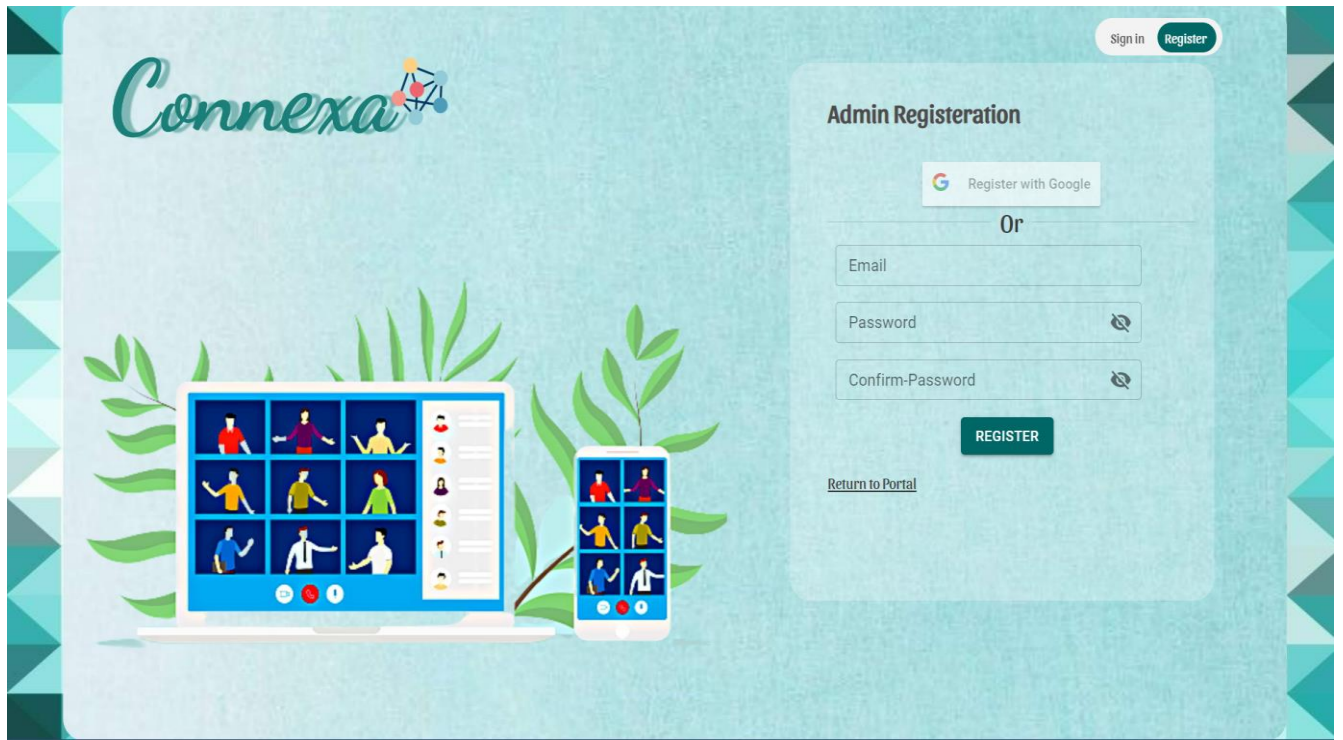 Sign in Register
Connexa
Admin Registeration
Register with Google
Or
Email
Password
Confirm-Password
REGISTER
Return to Portal